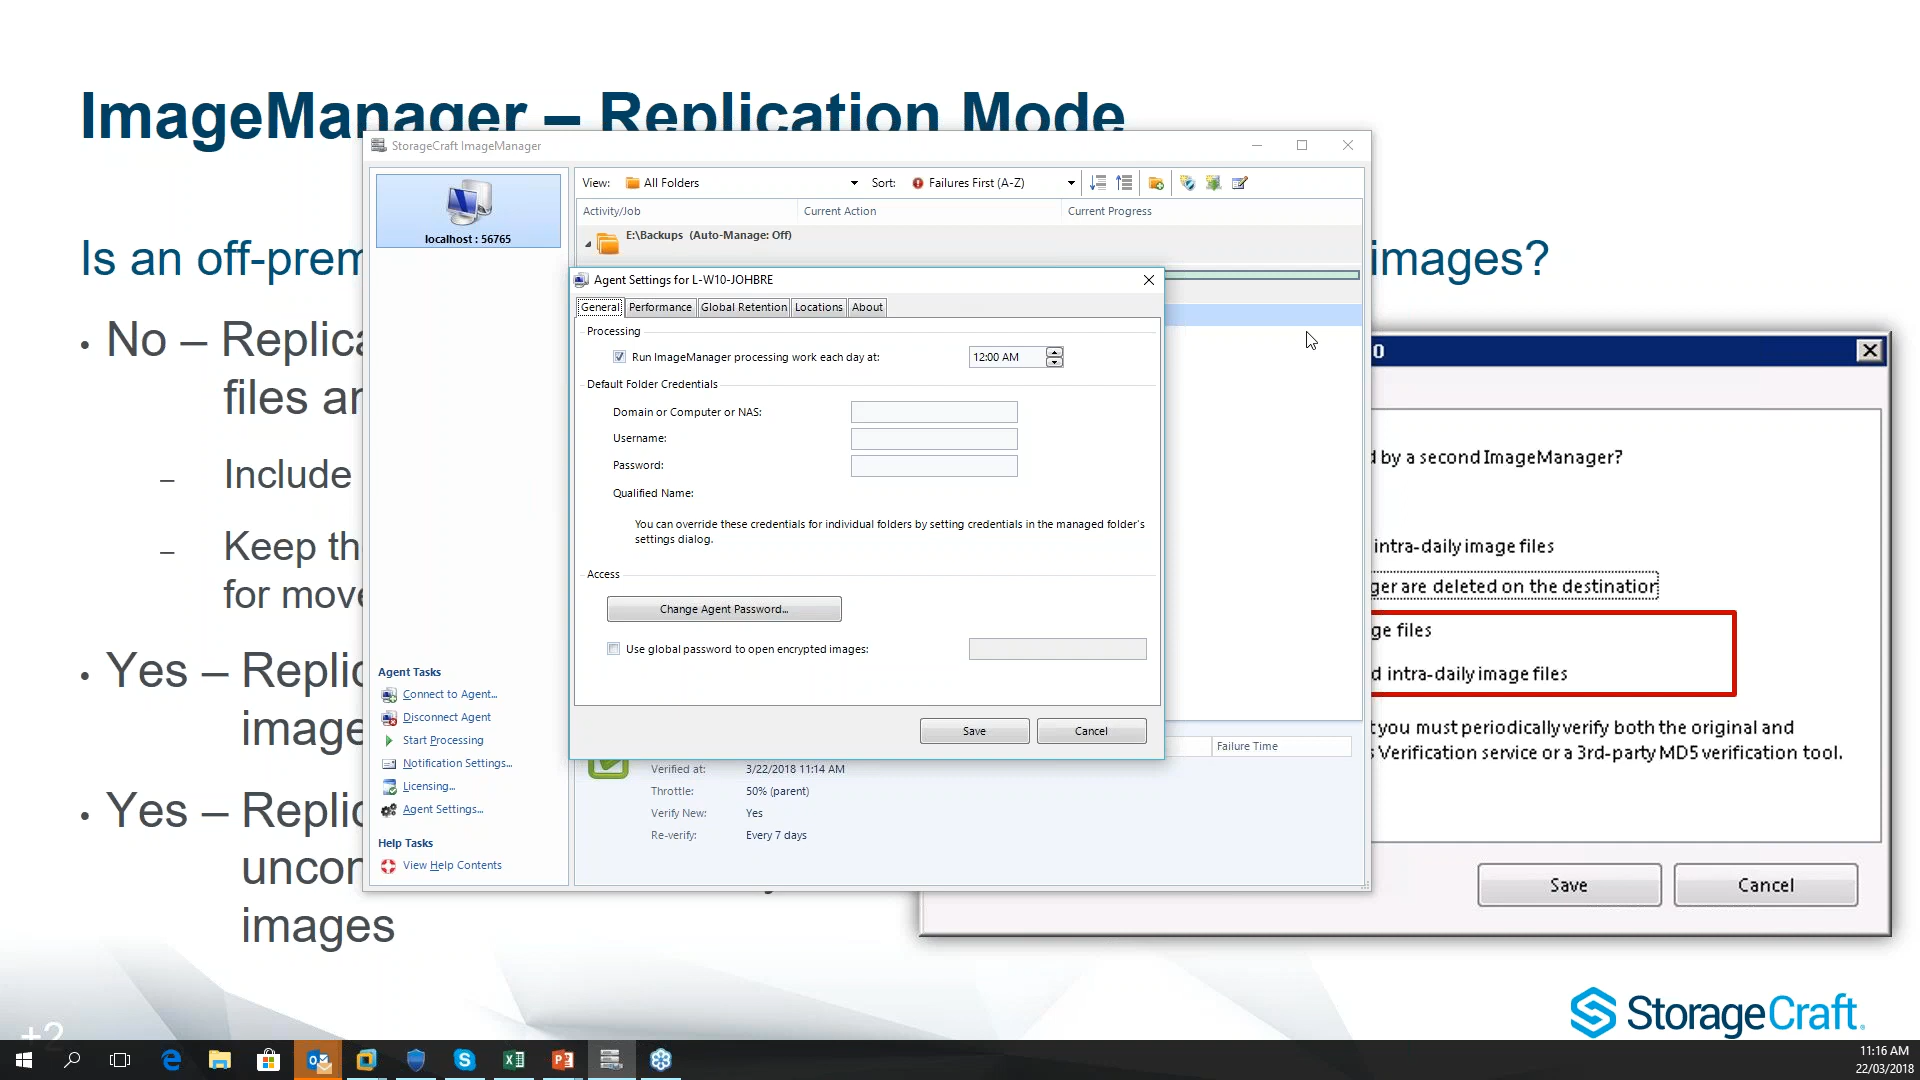 ImageManager – Replication Mode
StorageCraft ImageManager
localhost : 56765
View: All Folders Sort: Failures First (A-Z)
Activity/Job Current Action Current Progress
E:\Backups (Auto-Manage: Off)
Is an off-prem
images?
Agent Settings for L-W10-JOHBRE
General Performance Global Retention Locations About
Processing
Run ImageManager processing work each day at: 12:00 AM
Default Folder Credentials
Domain or Computer or NAS:
Username:
Password:
Qualified Name:
You can override these credentials for individual folders by setting credentials in the managed folder's
settings dialog.
Access
Change Agent Password...
Use global password to open encrypted images:
Save Cancel
• No – Replica
files an
– Include
– Keep th
for move
• Yes – Replic
image
• Yes – Replic
uncon
images
Agent Tasks
Connect to Agent...
Disconnect Agent
Start Processing
Notification Settings...
Licensing...
Agent Settings...
Help Tasks
View Help Contents
Failure Time
Verified at: 3/22/2018 11:14 AM
Throttle: 50% (parent)
Verify New: Yes
Re-verify: Every 7 days
0
d by a second ImageManager?
intra-daily image files
ger are deleted on the destination
ge files
d intra-daily image files
t you must periodically verify both the original and
s Verification service or a 3rd-party MD5 verification tool.
Save Cancel
StorageCraft
+2
11:16 AM
22/03/2018